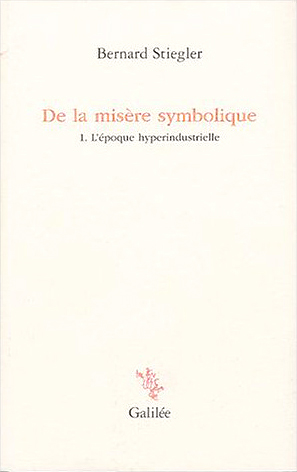 Bernard Stiegler
De la misère symbolique
1. L'époque hyperindustrielle
Galilée